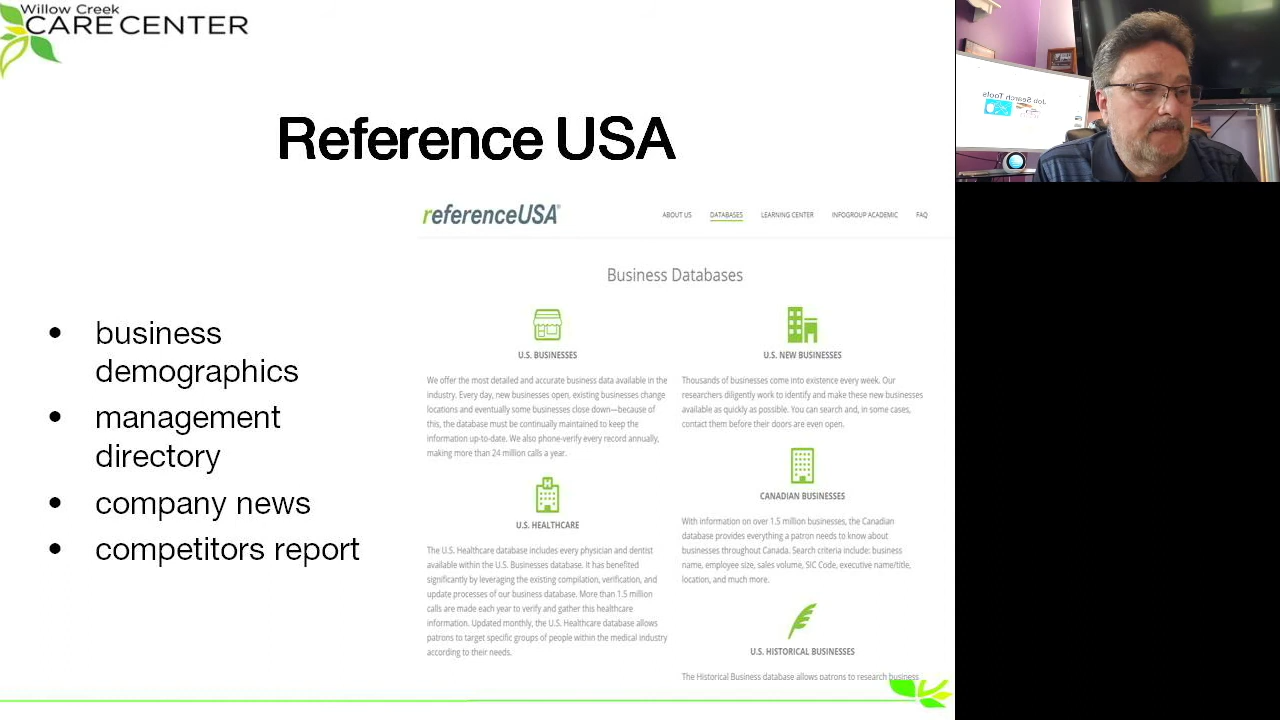 Willow Creek
CARE CENTER
Reference USA
referenceUSA®
ABOUT US
DATABASES
LEARNING CENTER
INFOGROUP ACADEMIC
FAQ
Business Databases
• business
demographics
• management
directory
• company news
• competitors report
U.S. BUSINESSES
We offer the most detailed and accurate business data available in the
industry. Every day, new businesses open, existing businesses change
locations and eventually some businesses close down—because of
this, the database must be continually maintained to keep the
information up-to-date. We also phone-verify every record annually,
making more than 24 million calls a year.
U.S. HEALTHCARE
The U.S. Healthcare database includes every physician and dentist
available within the U.S. Businesses database. It has benefited
significantly by leveraging the existing compilation, verification, and
update processes of our business database. More than 1.5 million
calls are made each year to verify and gather this healthcare
information. Updated monthly, the U.S. Healthcare database allows
patrons to target specific groups of people within the medical industry
according to their needs.
U.S. NEW BUSINESSES
Thousands of businesses come into existence every week. Our
researchers diligently work to identify and make these new businesses
available as quickly as possible. You can search and, in some cases,
contact them before their doors are even open.
CANADIAN BUSINESSES
With information on over 1.5 million businesses, the Canadian
database provides everything a patron needs to know about
businesses throughout Canada. Search criteria include: business
name, employee size, sales volume, SIC Code, executive name/title,
location, and much more.
U.S. HISTORICAL BUSINESSES
The Historical Business database allows patrons to research business
Job Search Tools